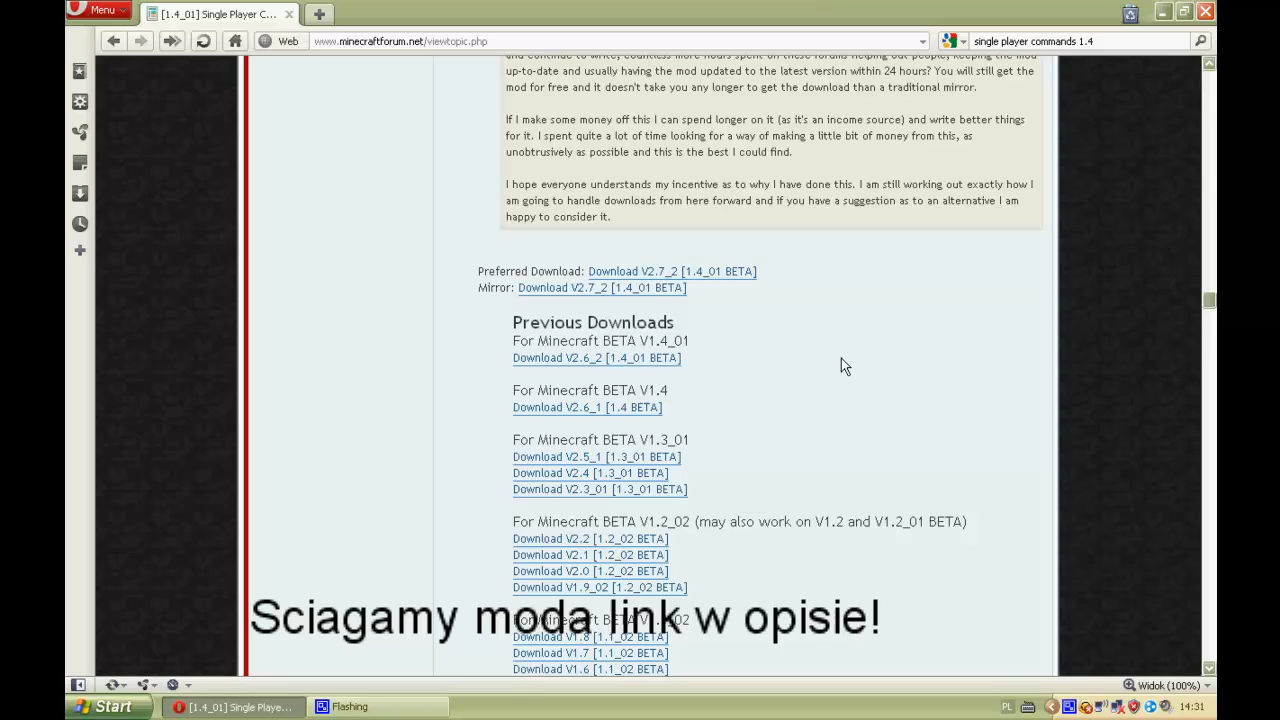 Menu
[1.4_01] Single Player C...
Web
www.minecraftforum.net/viewtopic.php
single player commands 1.4
and continue to write, countless more hours spent on these forums helping out people, keeping the mod
up-to-date and usually having the mod updated to the latest version within 24 hours? You will still get the
mod for free and it doesn't take you any longer to get the download than a traditional mirror.
If I make some money off this I can spend longer on it (as it's an income source) and write better things
for it. I spent quite a lot of time looking for a way of making a little bit of money from this, as
unobtrusively as possible and this is the best I could find.
I hope everyone understands my incentive as to why I have done this. I am still working out exactly how I
am going to handle downloads from here forward and if you have a suggestion as to an alternative I am
happy to consider it.
Preferred Download: Download V2.7_2 [1.4_01 BETA]
Mirror: Download V2.7_2 [1.4_01 BETA]
Previous Downloads
For Minecraft BETA V1.4_01
Download V2.6_2 [1.4_01 BETA]
For Minecraft BETA V1.4
Download V2.6_1 [1.4 BETA]
For Minecraft BETA V1.3_01
Download V2.5_1 [1.3_01 BETA]
Download V2.4 [1.3_01 BETA]
Download V2.3_01 [1.3_01 BETA]
For Minecraft BETA V1.2_02 (may also work on V1.2 and V1.2_01 BETA)
Download V2.2 [1.2_02 BETA]
Download V2.1 [1.2_02 BETA]
Download V2.0 [1.2_02 BETA]
Download V1.9_02 [1.2_02 BETA]
For Minecraft BETA
Sciagamy moda link w opisie!
Download V1.8 [1.1_02 BETA]
Download V1.7 [1.1_02 BETA]
Download V1.6 [1.1_02 BETA]
Widok (100%)
Start
[1.4_01] Single Playe...
Flashing
PL
14:31